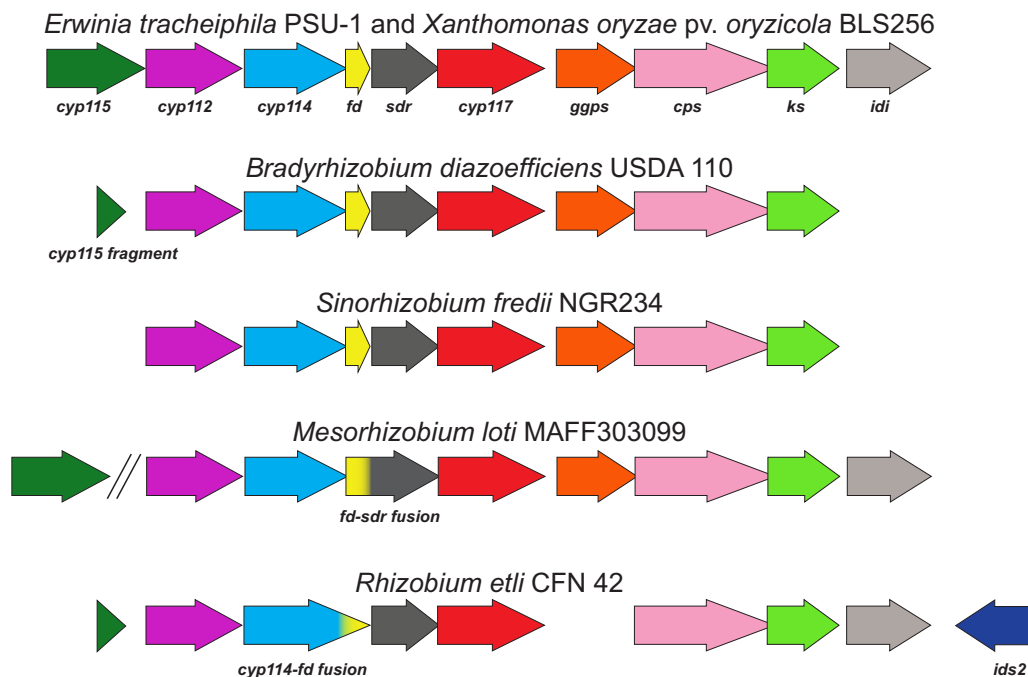 Erwinia tracheiphila PSU-1 and Xanthomonas oryzae pv. oryzicola BLS256
cyp115 cyp112 cyp114 fd sdr cyp117 ggps cps ks idi
Bradyrhizobium diazoefficiens USDA 110
cyp115 fragment
Sinorhizobium fredii NGR234
Mesorhizobium loti MAFF303099
fd-sdr fusion
Rhizobium etli CFN 42
cyp114-fd fusion ids2